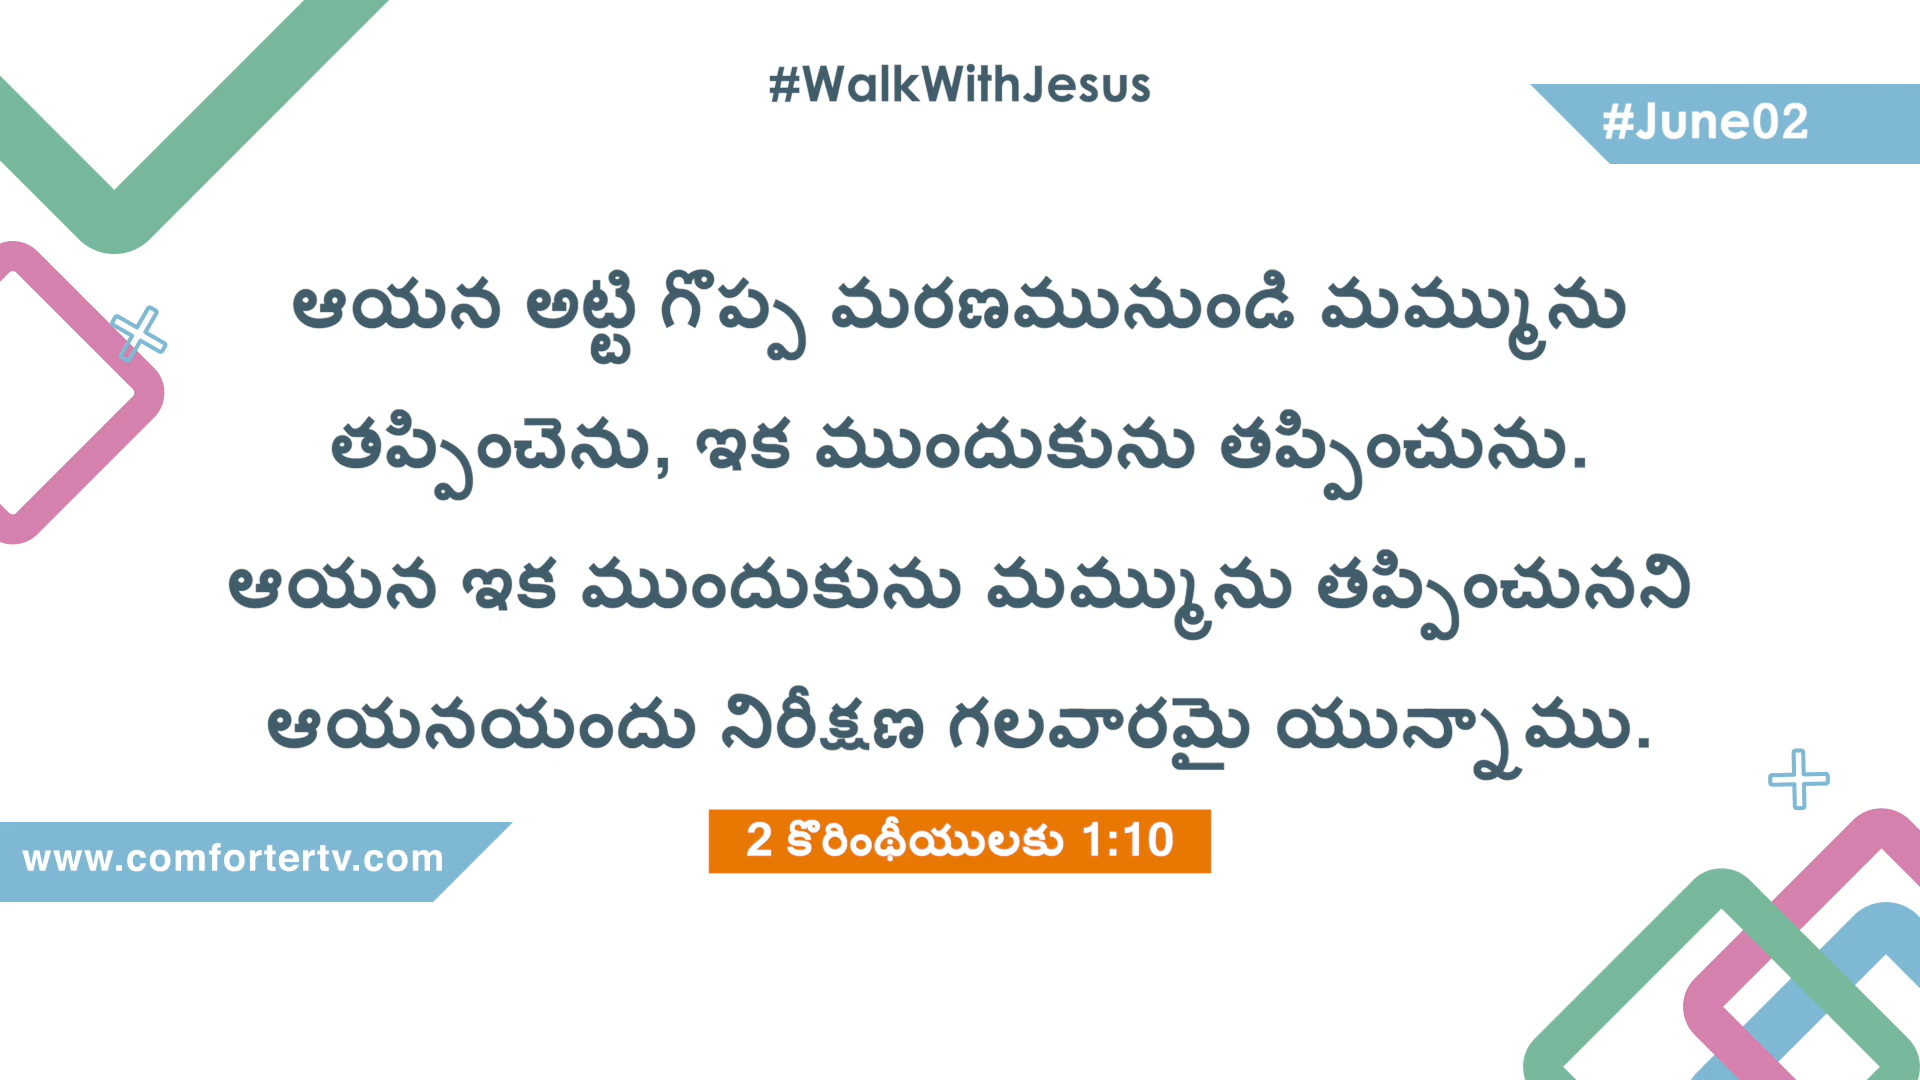 #WalkWithJesus
#June02
ఆయన అట్టి గొప్ప మరణమునుండి మమ్మును
తప్పించెను, ఇక ముందుకును తప్పించును.
ఆయన ఇక ముందుకును మమ్మును తప్పించునని
ఆయనయందు నిరీక్షణ గలవారమై యున్నాము.
2 కొరింథీయులకు 1:10
www.comfortertv.com